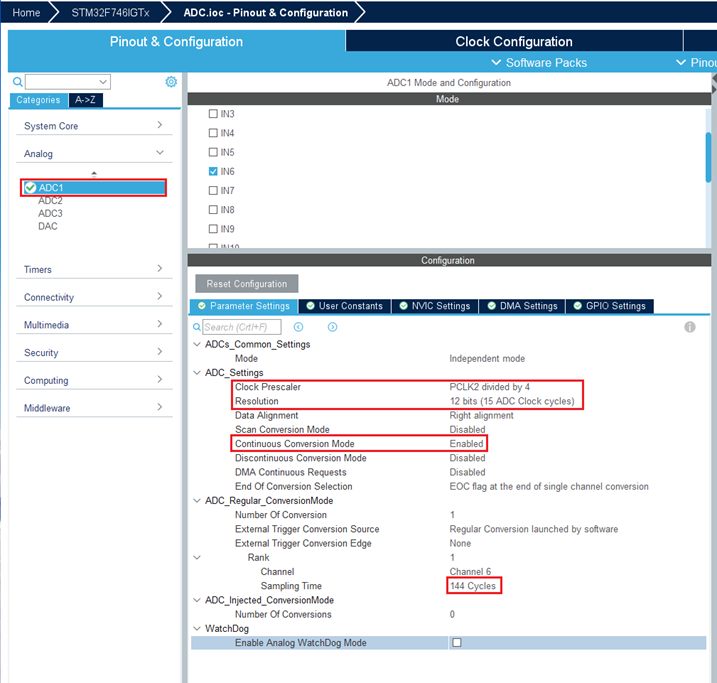 Home STM32F746IGTx ADC.ioc - Pinout & Configuration
Pinout & Configuration Clock Configuration
Software Packs Pinou
ADC1 Mode and Configuration
Categories A->Z
Mode
System Core
Analog
ADC1
ADC2
ADC3
DAC
Timers
Connectivity
Multimedia
Security
Computing
Middleware
IN3
IN4
IN5
IN6
IN7
IN8
IN9
IN10
Configuration
Reset Configuration
Parameter Settings User Constants NVIC Settings DMA Settings GPIO Settings
Search (Crtl+F)
ADCs_Common_Settings
Mode Independent mode
ADC_Settings
Clock Prescaler PCLK2 divided by 4
Resolution 12 bits (15 ADC Clock cycles)
Data Alignment Right alignment
Scan Conversion Mode Disabled
Continuous Conversion Mode Enabled
Discontinuous Conversion Mode Disabled
DMA Continuous Requests Disabled
End Of Conversion Selection EOC flag at the end of single channel conversion
ADC_Regular_ConversionMode
Number Of Conversion 1
External Trigger Conversion Source Regular Conversion launched by software
External Trigger Conversion Edge None
Rank 1
Channel Channel 6
Sampling Time 144 Cycles
ADC_Injected_ConversionMode
Number Of Conversions 0
WatchDog
Enable Analog WatchDog Mode